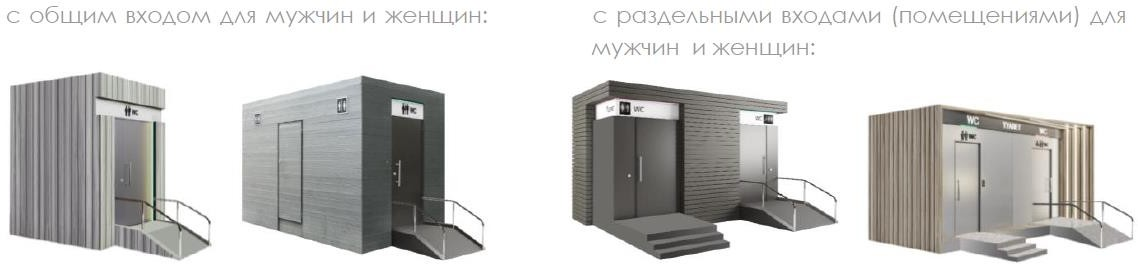 с общим входом для мужчин и женщин:
с раздельными входами (помещениями) для
мужчин и женщин:
WC
WC
WC
WC
WC
ТУАЛЕТ
WC